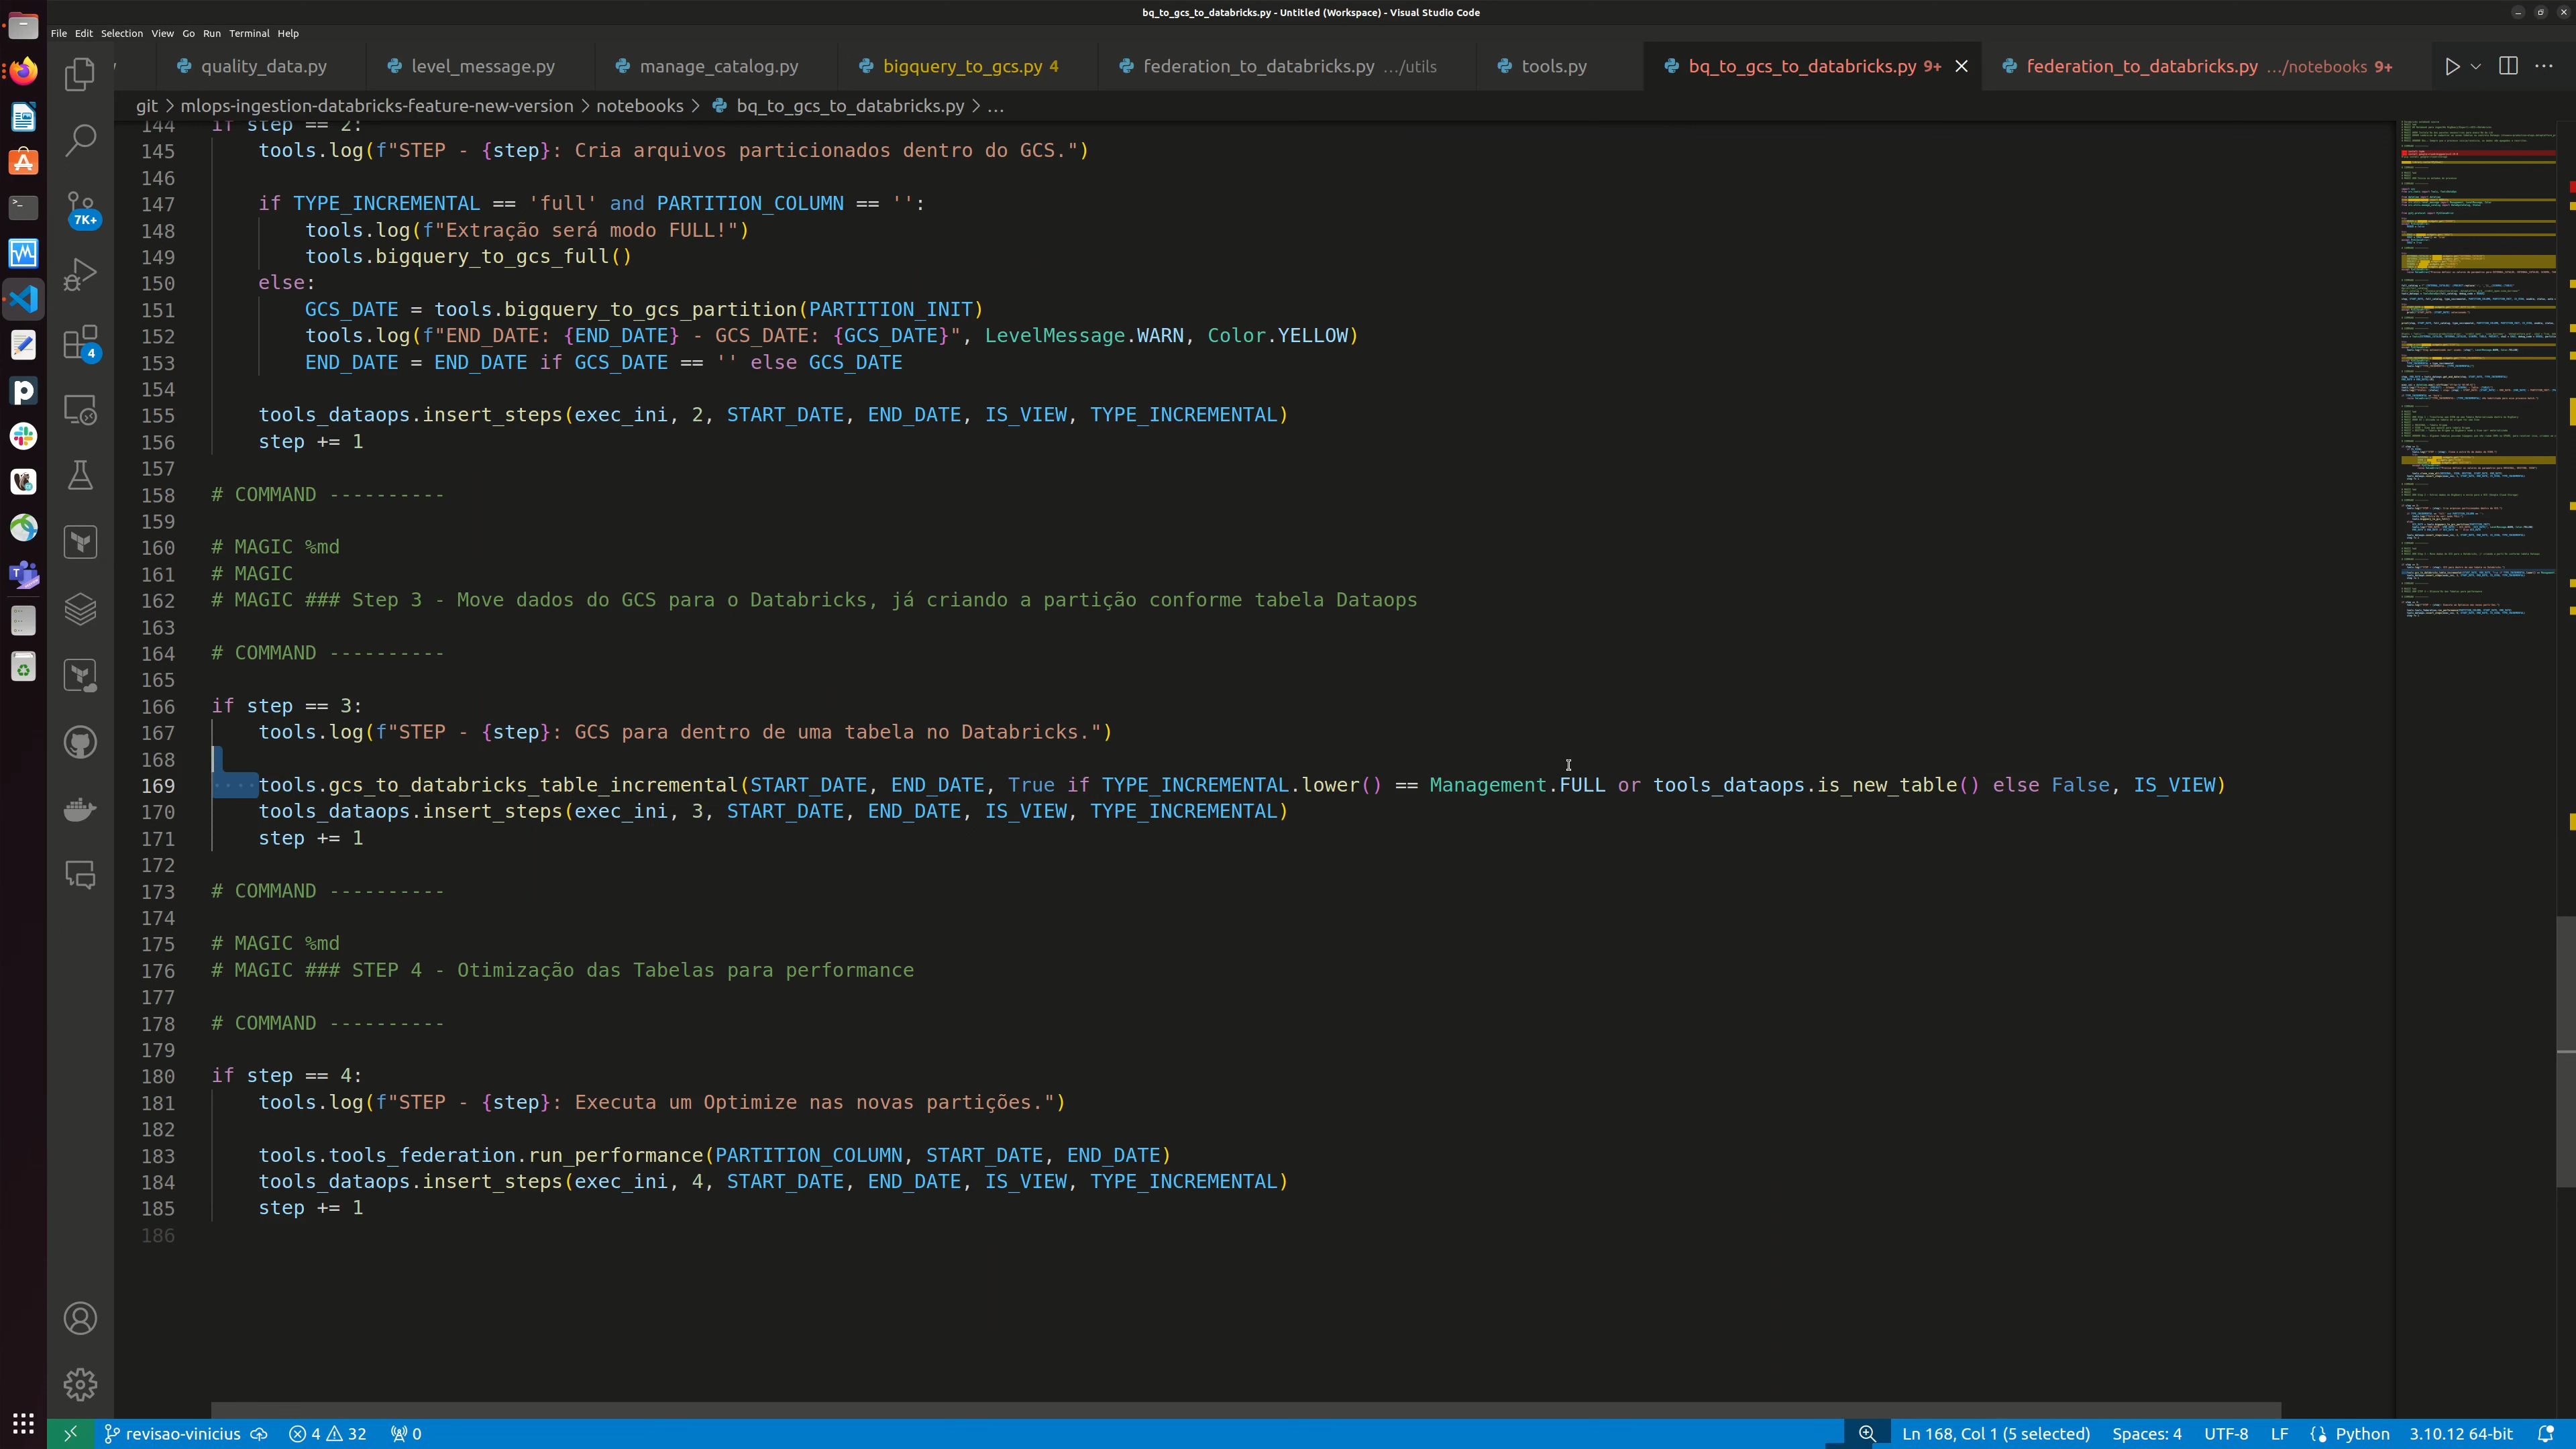 bq_to_gcs_to_databricks.py - Untitled (Workspace) - Visual Studio Code
File Edit Selection View Go Run Terminal Help
quality_data.py level_message.py manage_catalog.py bigquery_to_gcs.py 4 federation_to_databricks.py .../utils tools.py bq_to_gcs_to_databricks.py 9+ federation_to_databricks.py .../notebooks 9+
git > mlops-ingestion-databricks-feature-new-version > notebooks > bq_to_gcs_to_databricks.py > ...
144 if step == 2:
145 tools.log(f"STEP - {step}: Cria arquivos particionados dentro do GCS.")
146
147 if TYPE_INCREMENTAL == 'full' and PARTITION_COLUMN == '':
148 tools.log(f"Extração será modo FULL!")
149 tools.bigquery_to_gcs_full()
150 else:
151 GCS_DATE = tools.bigquery_to_gcs_partition(PARTITION_INIT)
152 tools.log(f"END_DATE: {END_DATE} - GCS_DATE: {GCS_DATE}", LevelMessage.WARN, Color.YELLOW)
153 END_DATE = END_DATE if GCS_DATE == '' else GCS_DATE
154
155 tools_dataops.insert_steps(exec_ini, 2, START_DATE, END_DATE, IS_VIEW, TYPE_INCREMENTAL)
156 step += 1
157
158 # COMMAND ----------
159
160 # MAGIC %md
161 # MAGIC
162 # MAGIC ### Step 3 - Move dados do GCS para o Databricks, já criando a partição conforme tabela Dataops
163
164 # COMMAND ----------
165
166 if step == 3:
167 tools.log(f"STEP - {step}: GCS para dentro de uma tabela no Databricks.")
168
169 ····tools.gcs_to_databricks_table_incremental(START_DATE, END_DATE, True if TYPE_INCREMENTAL.lower() == Management.FULL or tools_dataops.is_new_table() else False, IS_VIEW)
170 tools_dataops.insert_steps(exec_ini, 3, START_DATE, END_DATE, IS_VIEW, TYPE_INCREMENTAL)
171 step += 1
172
173 # COMMAND ----------
174
175 # MAGIC %md
176 # MAGIC ### STEP 4 - Otimização das Tabelas para performance
177
178 # COMMAND ----------
179
180 if step == 4:
181 tools.log(f"STEP - {step}: Executa um Optimize nas novas partições.")
182
183 tools.tools_federation.run_performance(PARTITION_COLUMN, START_DATE, END_DATE)
184 tools_dataops.insert_steps(exec_ini, 4, START_DATE, END_DATE, IS_VIEW, TYPE_INCREMENTAL)
185 step += 1
186
7K+
4
revisao-vinicius 4 32 0 Ln 168, Col 1 (5 selected) Spaces: 4 UTF-8 LF Python 3.10.12 64-bit